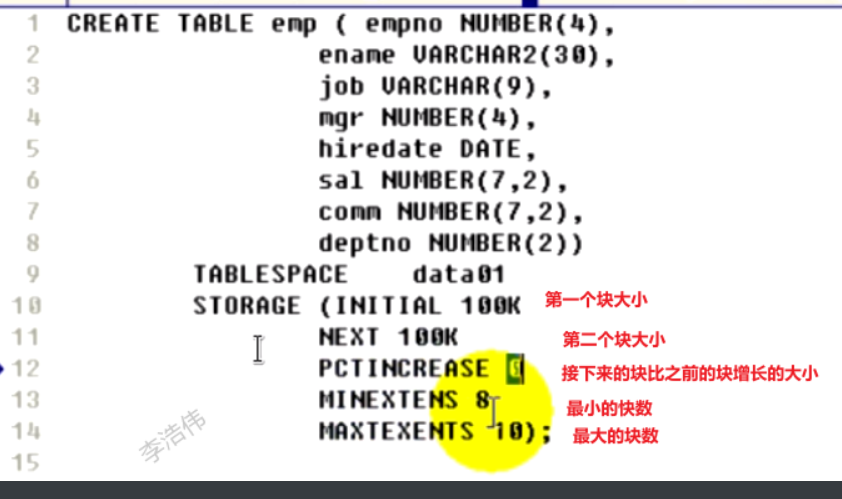 1 CREATE TABLE emp ( empno NUMBER(4),
2 ename VARCHAR2(30),
3 job VARCHAR(9),
4 mgr NUMBER(4),
5 hiredate DATE,
6 sal NUMBER(7,2),
7 comm NUMBER(7,2),
8 deptno NUMBER(2))
9 TABLESPACE data01
10 STORAGE (INITIAL 100K 第一个块大小
11 NEXT 100K 第二个块大小
12 PCTINCREASE 接下来的块比之前的块增长的大小
13 MINEXTENS 8 最小的快数
14 MAXTEXENTS 10); 最大的块数
15
李浩伟